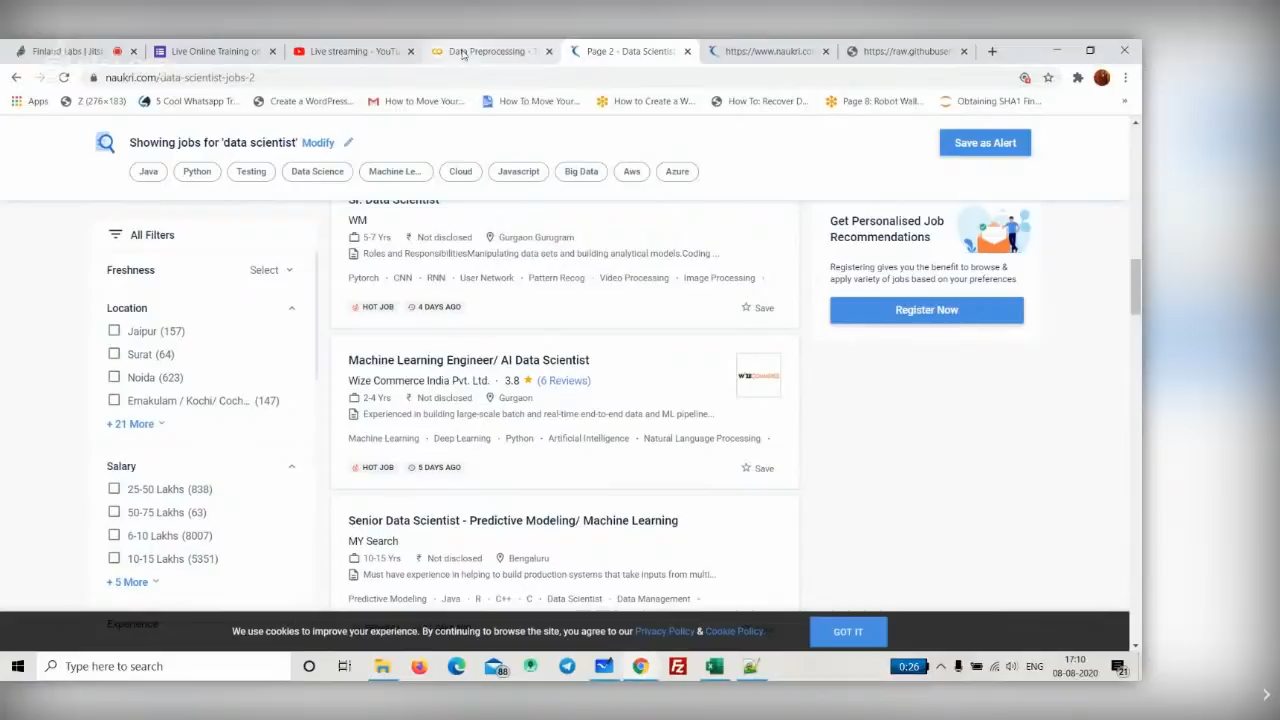 Finland Labs | Jitsi
Live Online Training on
Live streaming - YouTu
Data Preprocessing - T
Page 2 - Data Scientist
https://www.naukri.com
https://raw.githubuser
naukri.com/data-scientist-jobs-2
Apps
Z (276×183)
5 Cool Whatsapp Tr...
Create a WordPress...
How to Move Your...
How To Move Your...
How to Create a W...
How To: Recover D...
Page 8: Robot Wall...
Obtaining SHA1 Fin...
»
Showing jobs for 'data scientist' Modify
Save as Alert
Java
Python
Testing
Data Science
Machine Le...
Cloud
Javascript
Big Data
Aws
Azure
All Filters
Freshness
Select
Location
Jaipur (157)
Surat (64)
Noida (623)
Ernakulam / Kochi/ Coch... (147)
+ 21 More
Salary
25-50 Lakhs (838)
50-75 Lakhs (63)
6-10 Lakhs (8007)
10-15 Lakhs (5351)
+ 5 More
Experience
Sr. Data Scientist
WM
5-7 Yrs ₹ Not disclosed Gurgaon Gurugram
Roles and ResponsibilitiesManipulating data sets and building analytical models.Coding ...
Pytorch · CNN · RNN · User Network · Pattern Recog · Video Processing · Image Processing ·
HOT JOB 4 DAYS AGO
Save
Machine Learning Engineer/ AI Data Scientist
Wize Commerce India Pvt. Ltd. · 3.8 ★ (6 Reviews)
WIZECOMMERCE
2-4 Yrs ₹ Not disclosed Gurgaon
Experienced in building large-scale batch and real-time end-to-end data and ML pipeline...
Machine Learning · Deep Learning · Python · Artificial Intelligence · Natural Language Processing ·
HOT JOB 5 DAYS AGO
Save
Senior Data Scientist - Predictive Modeling/ Machine Learning
MY Search
10-15 Yrs ₹ Not disclosed Bengaluru
Must have experience in helping to build production systems that take inputs from multi...
Predictive Modeling · Java · R · C++ · C · Data Scientist · Data Management ·
Get Personalised Job
Recommendations
Registering gives you the benefit to browse &
apply variety of jobs based on your preferences
Register Now
We use cookies to improve your experience. By continuing to browse the site, you agree to our Privacy Policy & Cookie Policy.
GOT IT
Type here to search
88
0:26
ENG
17:10
08-08-2020
21